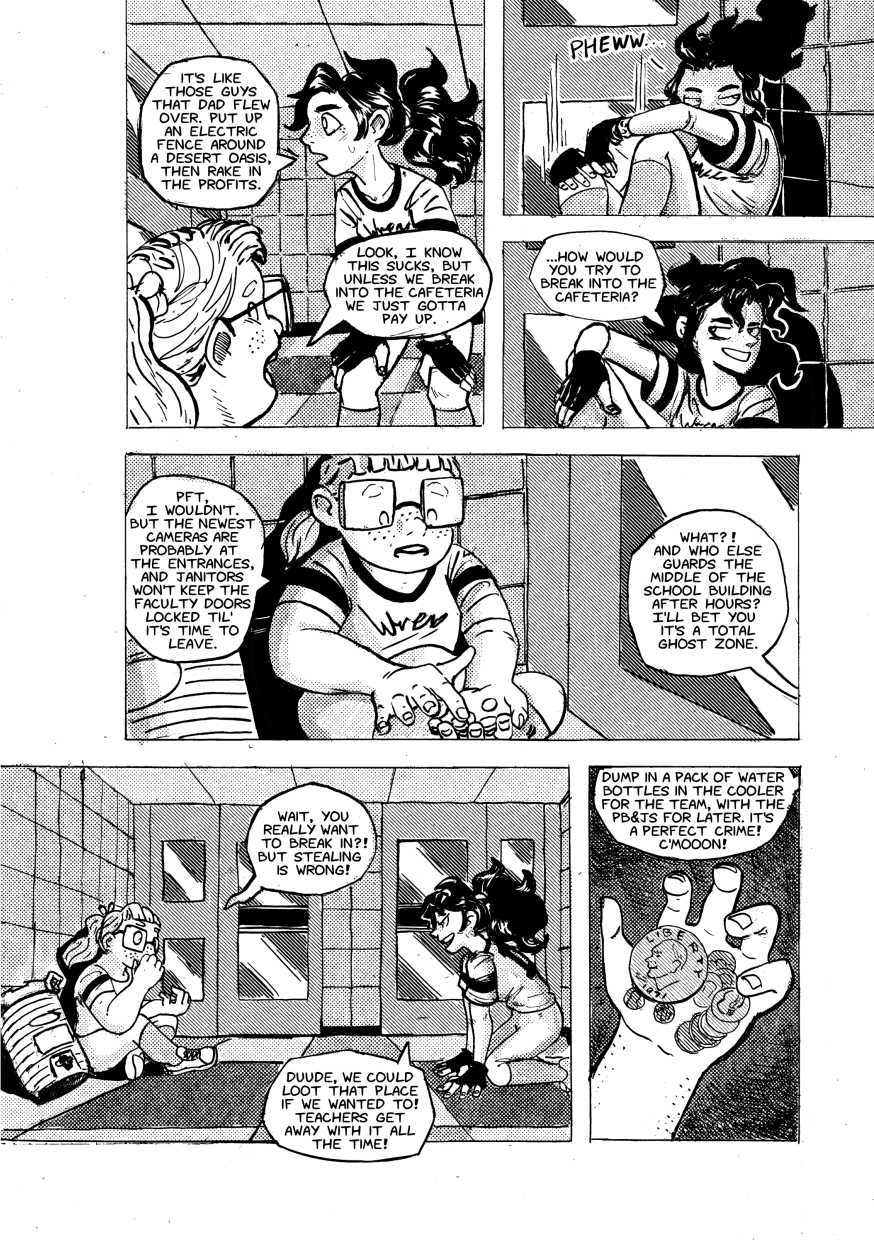 IT'S LIKE
THOSE GUYS
THAT DAD FLEW
OVER. PUT UP
AN ELECTRIC
FENCE AROUND
A DESERT OASIS,
THEN RAKE IN
THE PROFITS.
LOOK, I KNOW
THIS SUCKS, BUT
UNLESS WE BREAK
INTO THE CAFETERIA
WE JUST GOTTA
PAY UP.
PHEWW...
...HOW WOULD
YOU TRY TO
BREAK INTO THE
CAFETERIA?
PFT,
I WOULDN'T.
BUT THE NEWEST
CAMERAS ARE
PROBABLY AT
THE ENTRANCES,
AND JANITORS
WON'T KEEP THE
FACULTY DOORS
LOCKED TIL'
IT'S TIME TO
LEAVE.
WHAT?!
AND WHO ELSE
GUARDS THE
MIDDLE OF THE
SCHOOL BUILDING
AFTER HOURS?
I'LL BET YOU
IT'S A TOTAL
GHOST ZONE.
WAIT, YOU
REALLY WANT
TO BREAK IN?!
BUT STEALING
IS WRONG!
DUUDE, WE COULD
LOOT THAT PLACE
IF WE WANTED TO!
TEACHERS GET
AWAY WITH IT ALL
THE TIME!
DUMP IN A PACK OF WATER
BOTTLES IN THE COOLER
FOR THE TEAM, WITH THE
PB&JS FOR LATER. IT'S
A PERFECT CRIME!
C'MOOON!
LIBERTY
1971